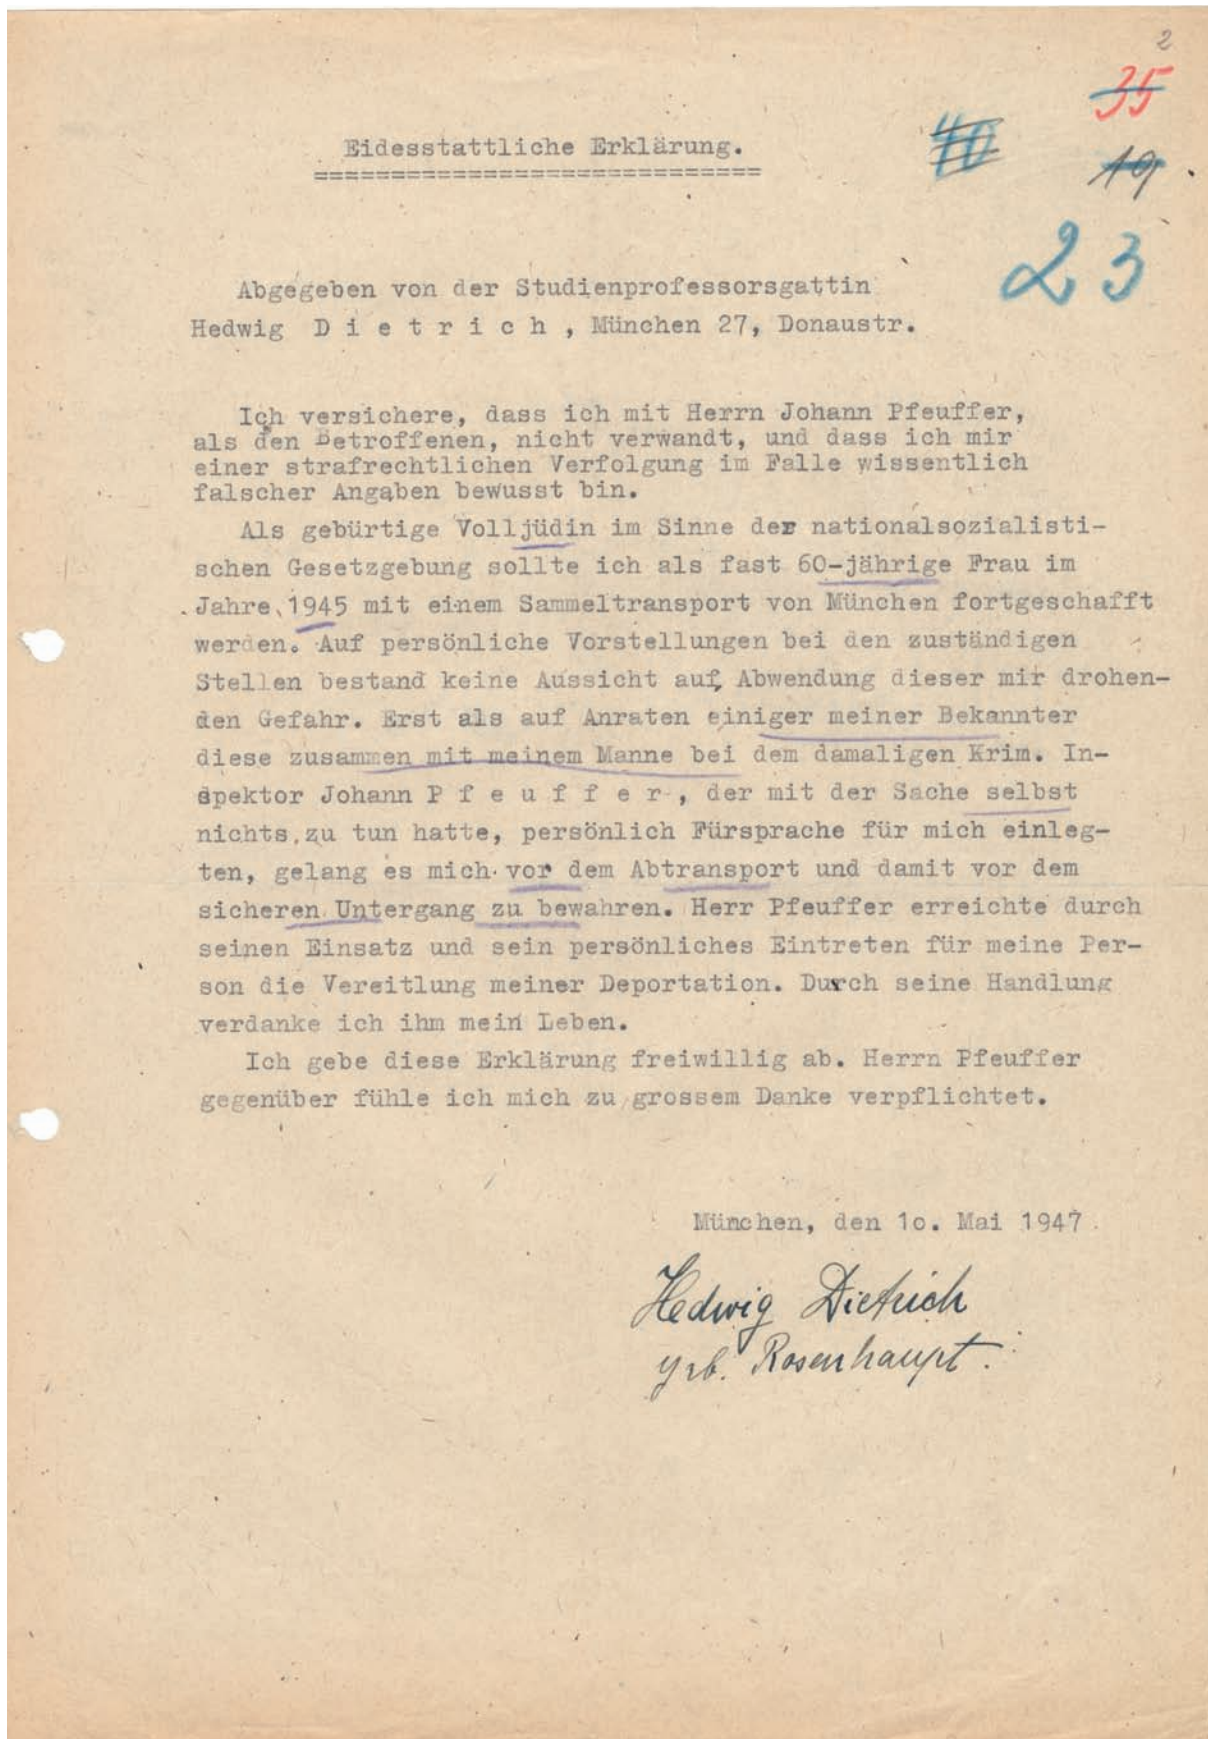 2
35
40
19
Eidesstattliche Erklärung.
=============================
23
Abgegeben von der Studienprofessorsgattin
Hedwig D i e t r i c h , München 27, Donaustr.
Ich versichere, dass ich mit Herrn Johann Pfeuffer,
als den Betroffenen, nicht verwandt, und dass ich mir
einer strafrechtlichen Verfolgung im Falle wissentlich
falscher Angaben bewusst bin.
Als gebürtige Volljüdin im Sinne der nationalsozialisti-
schen Gesetzgebung sollte ich als fast 60-jährige Frau im
Jahre 1945 mit einem Sammeltransport von München fortgeschafft
werden. Auf persönliche Vorstellungen bei den zuständigen
Stellen bestand keine Aussicht auf Abwendung dieser mir drohen-
den Gefahr. Erst als auf Anraten einiger meiner Bekannter
diese zusammen mit meinem Manne bei dem damaligen Krim. In-
spektor Johann P f e u f f e r , der mit der Sache selbst
nichts zu tun hatte, persönlich Fürsprache für mich einleg-
ten, gelang es mich vor dem Abtransport und damit vor dem
sicheren Untergang zu bewahren. Herr Pfeuffer erreichte durch
seinen Einsatz und sein persönliches Eintreten für meine Per-
son die Vereitlung meiner Deportation. Durch seine Handlung
verdanke ich ihm mein Leben.
Ich gebe diese Erklärung freiwillig ab. Herrn Pfeuffer
gegenüber fühle ich mich zu grossem Danke verpflichtet.
München, den 1o. Mai 1947.
Hedwig Dietrich
geb. Rosenhaupt.